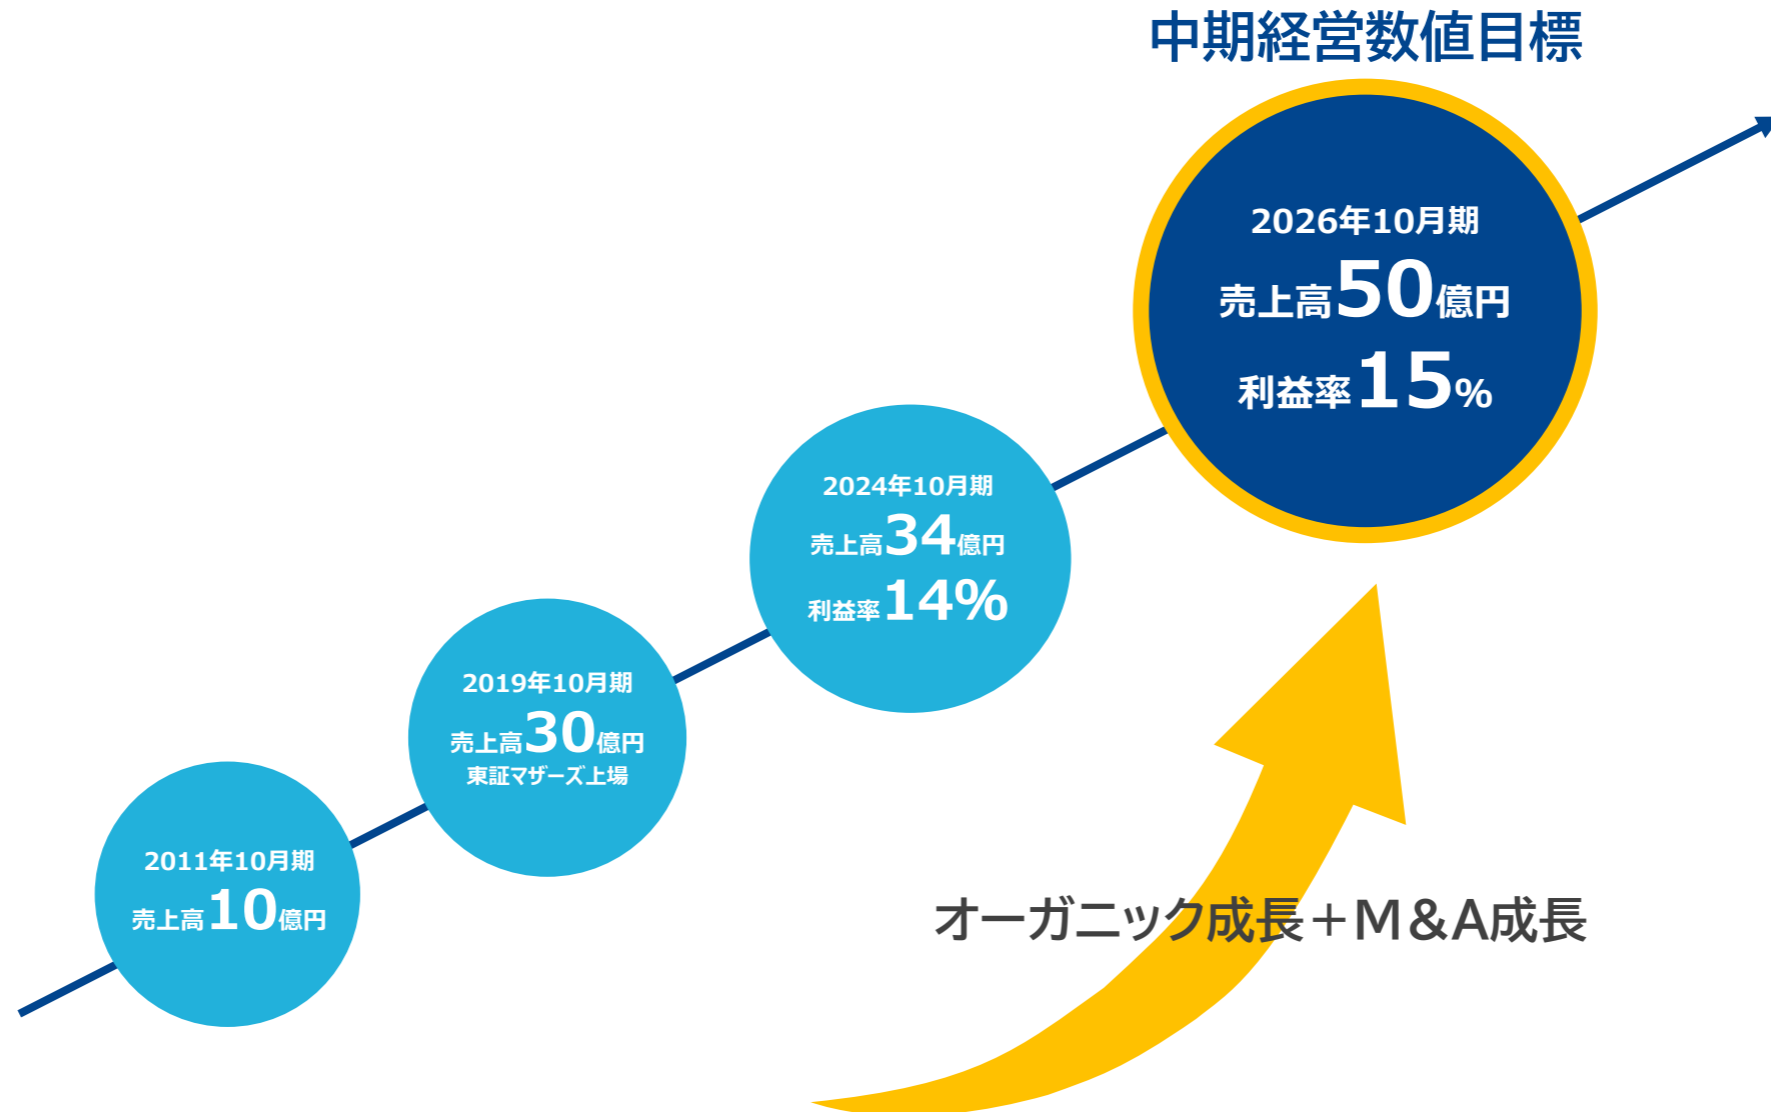 中期経営数値目標
2026年10月期
売上高50億円
利益率15%
2024年10月期
売上高34億円
利益率14%
2019年10月期
売上高30億円
東証マザーズ上場
2011年10月期
売上高10億円
オーガニック成長＋M&A成長